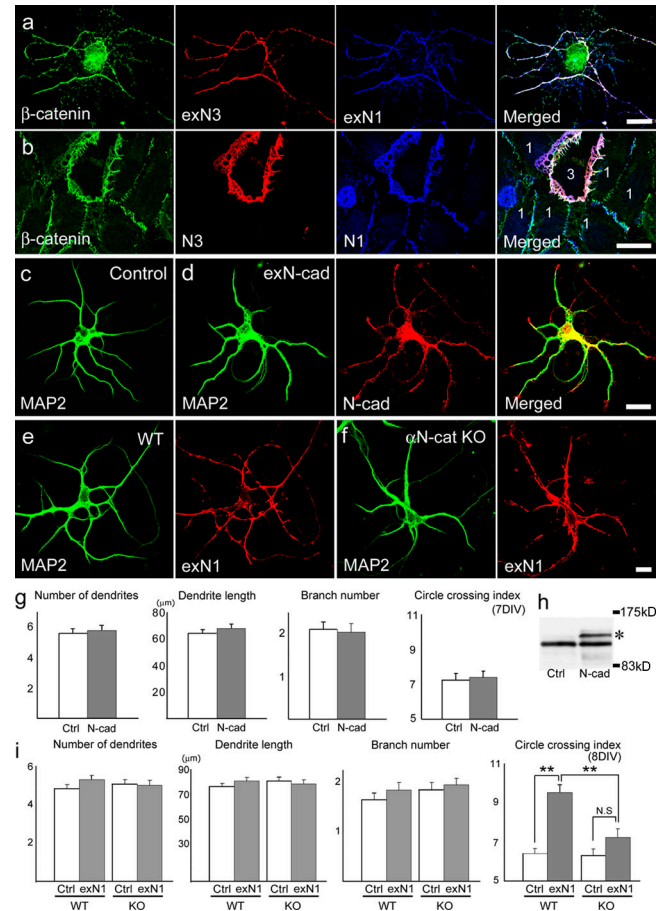 a
β-catenin exN3 exN1 Merged
b
3
1 1 1 1 1 1
β-catenin N3 N1 Merged
c Control d exN-cad
MAP2 MAP2 N-cad Merged
e WT f αN-cat KO
MAP2 exN1 MAP2 exN1
g
Number of dendrites
6
4
2
Ctrl N-cad
Dendrite length
(μm)
80
60
40
20
Ctrl N-cad
Branch number
2
1
Ctrl N-cad
Circle crossing index
(7DIV)
11
9
7
5
Ctrl N-cad
h
175kD
*
83kD
Ctrl N-cad
i
Number of dendrites
6
4
2
Ctrl exN1 Ctrl exN1
WT KO
Dendrite length
(μm)
90
70
50
30
Ctrl exN1 Ctrl exN1
WT KO
Branch number
2
1
Ctrl exN1 Ctrl exN1
WT KO
Circle crossing index
(8DIV)
11
9
7
5
** **
N.S
Ctrl exN1 Ctrl exN1
WT KO